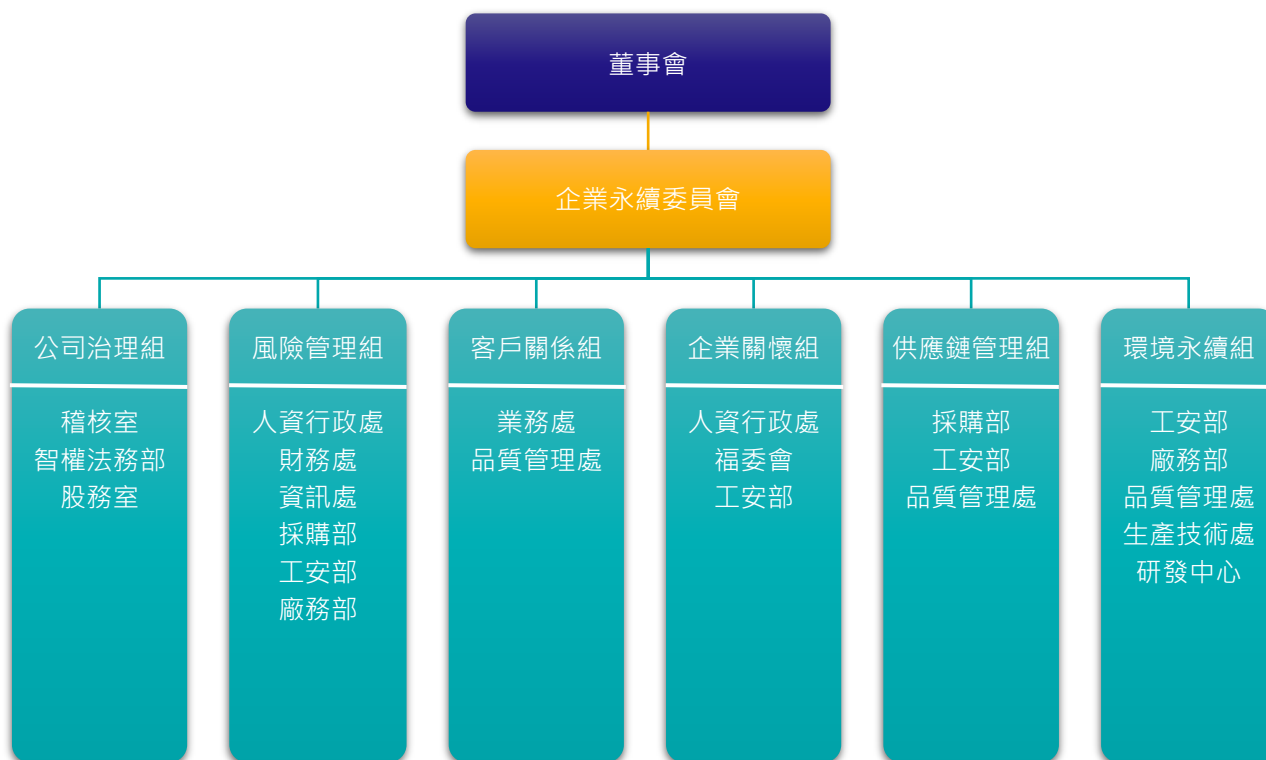 董事會
企業永續委員會
公司治理組
稽核室
智權法務部
股務室
風險管理組
人資行政處
財務處
資訊處
採購部
工安部
廠務部
客戶關係組
業務處
品質管理處
企業關懷組
人資行政處
福委會
工安部
供應鏈管理組
採購部
工安部
品質管理處
環境永續組
工安部
廠務部
品質管理處
生產技術處
研發中心